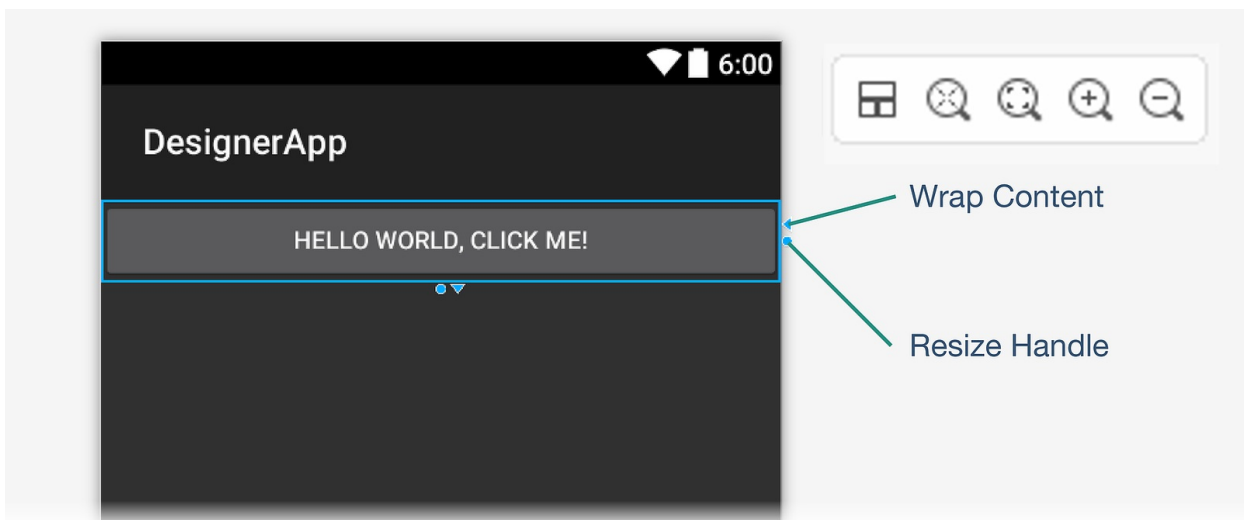 6:00
DesignerApp
Wrap Content
HELLO WORLD, CLICK ME!
Resize Handle